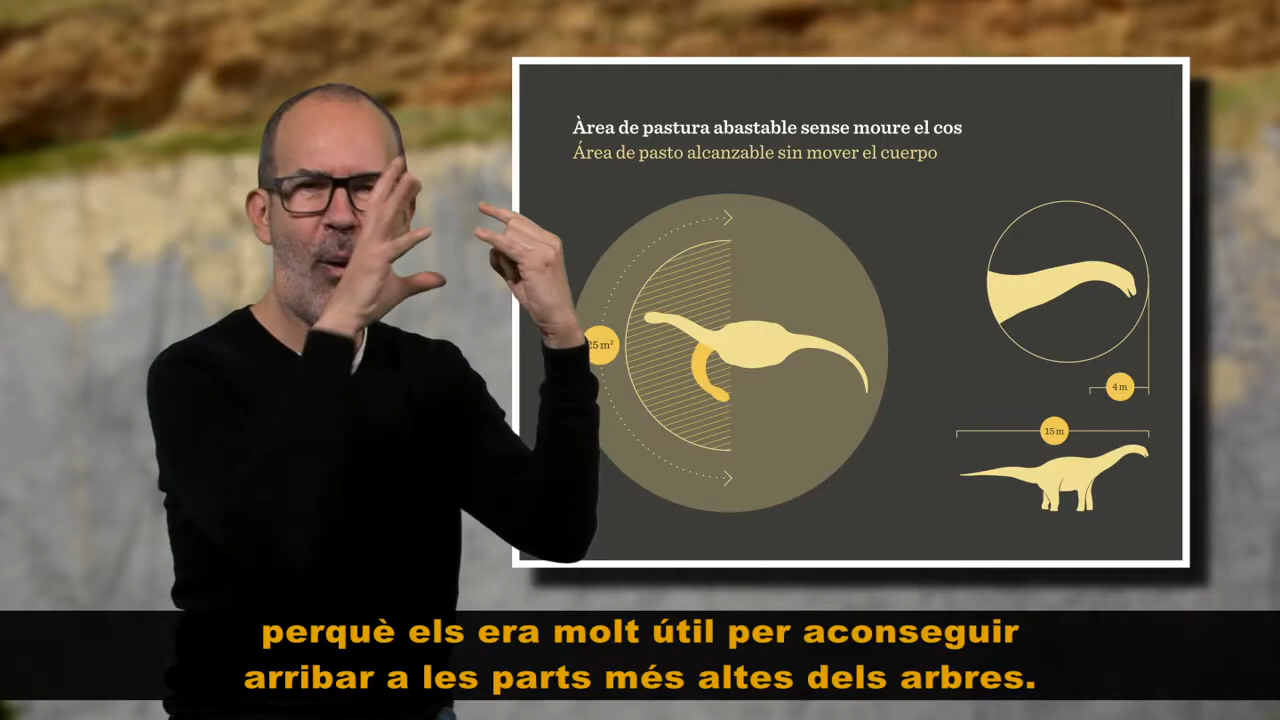 Àrea de pastura abastable sense moure el cos
Área de pasto alcanzable sin mover el cuerpo
25 m²
4 m
15 m
perquè els era molt útil per aconseguir
arribar a les parts més altes dels arbres.